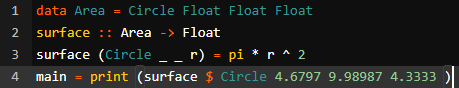 1 data Area = Circle Float Float Float
2 surface :: Area -> Float
3 surface (Circle _ _ r) = pi * r ^ 2
4 main = print (surface $ Circle 4.6797 9.98987 4.3333 )